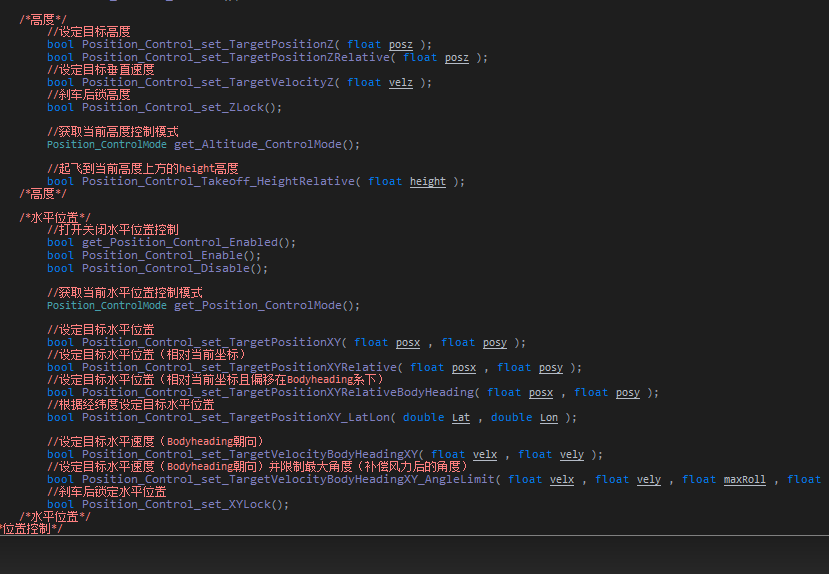 /*高度*/
//设定目标高度
bool Position_Control_set_TargetPositionZ( float posz );
bool Position_Control_set_TargetPositionZRelative( float posz );
//设定目标垂直速度
bool Position_Control_set_TargetVelocityZ( float velz );
//刹车后锁高度
bool Position_Control_set_ZLock();
//获取当前高度控制模式
Position_ControlMode get_Altitude_ControlMode();
//起飞到当前高度上方的height高度
bool Position_Control_Takeoff_HeightRelative( float height );
/*高度*/
/*水平位置*/
//打开关闭水平位置控制
bool get_Position_Control_Enabled();
bool Position_Control_Enable();
bool Position_Control_Disable();
//获取当前水平位置控制模式
Position_ControlMode get_Position_ControlMode();
//设定目标水平位置
bool Position_Control_set_TargetPositionXY( float posx , float posy );
//设定目标水平位置（相对当前坐标）
bool Position_Control_set_TargetPositionXYRelative( float posx , float posy );
//设定目标水平位置（相对当前坐标且偏移在Bodyheading系下）
bool Position_Control_set_TargetPositionXYRelativeBodyHeading( float posx , float posy );
//根据经纬度设定目标水平位置
bool Position_Control_set_TargetPositionXY_LatLon( double Lat , double Lon );
//设定目标水平速度（Bodyheading朝向）
bool Position_Control_set_TargetVelocityBodyHeadingXY( float velx , float vely );
//设定目标水平速度（Bodyheading朝向）并限制最大角度（补偿风力后的角度）
bool Position_Control_set_TargetVelocityBodyHeadingXY_AngleLimit( float velx , float vely , float maxRoll , float
//刹车后锁定水平位置
bool Position_Control_set_XYLock();
/*水平位置*/
*位置控制*/